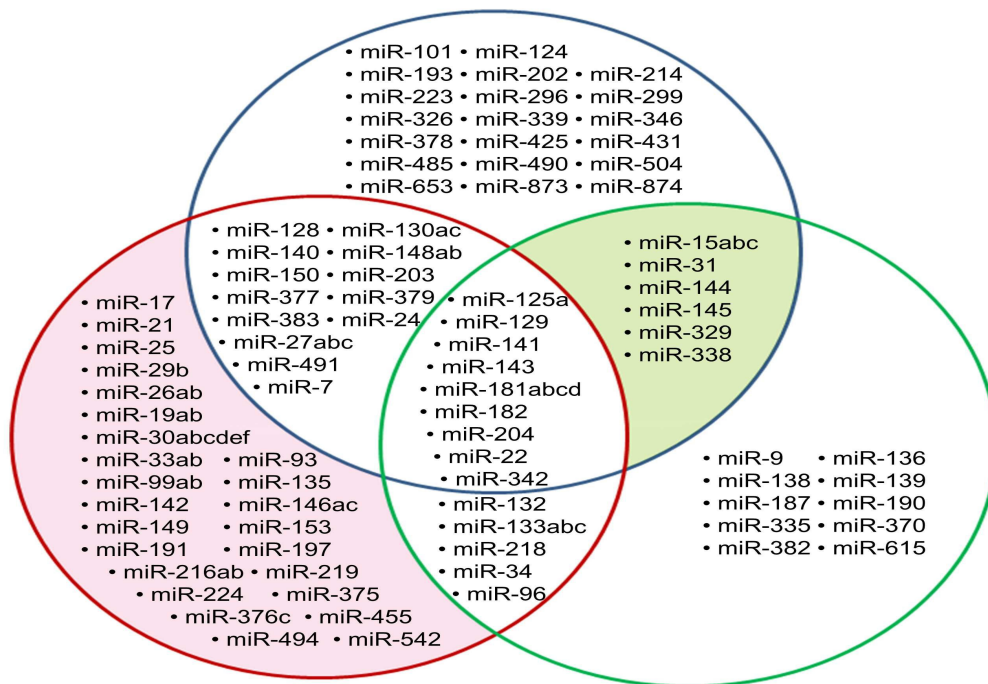 • miR-101 • miR-124
• miR-193 • miR-202 • miR-214
• miR-223 • miR-296 • miR-299
• miR-326 • miR-339 • miR-346
• miR-378 • miR-425 • miR-431
• miR-485 • miR-490 • miR-504
• miR-653 • miR-873 • miR-874
• miR-128 • miR-130ac
• miR-140 • miR-148ab
• miR-150 • miR-203
• miR-377 • miR-379
• miR-383 • miR-24
• miR-27abc
• miR-491
• miR-7
• miR-15abc
• miR-31
• miR-144
• miR-145
• miR-329
• miR-338
• miR-125a
• miR-129
• miR-141
• miR-143
• miR-181abcd
• miR-182
• miR-204
• miR-22
• miR-342
• miR-17
• miR-21
• miR-25
• miR-29b
• miR-26ab
• miR-19ab
• miR-30abcdef
• miR-33ab • miR-93
• miR-99ab • miR-135
• miR-142 • miR-146ac
• miR-149 • miR-153
• miR-191 • miR-197
• miR-216ab • miR-219
• miR-224 • miR-375
• miR-376c • miR-455
• miR-494 • miR-542
• miR-132
• miR-133abc
• miR-218
• miR-34
• miR-96
• miR-9 • miR-136
• miR-138 • miR-139
• miR-187 • miR-190
• miR-335 • miR-370
• miR-382 • miR-615